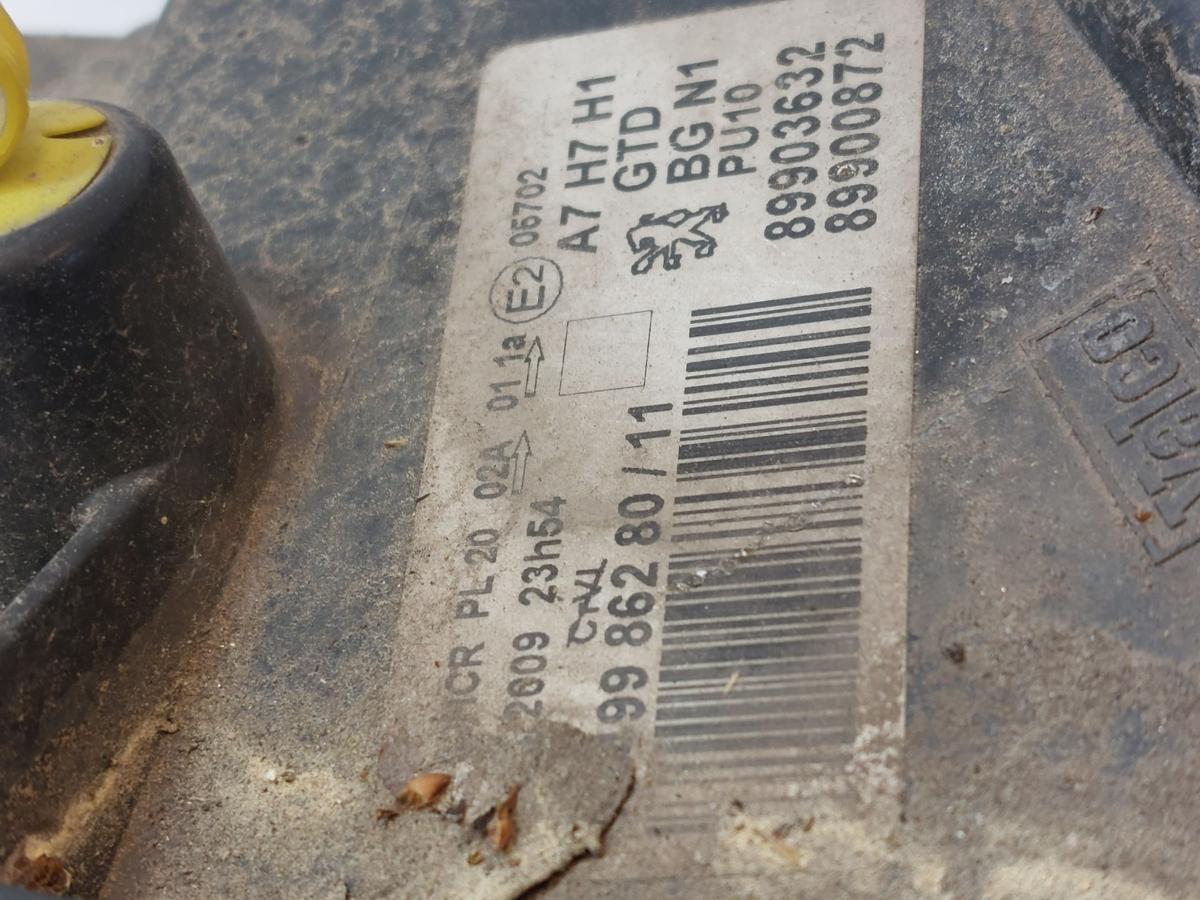 ICR PL 20 02A 01 1a E2 05702
2009 23h54
A7 H7 H1
GTD
BG N1
PU10
99 862 80 / 11
89903632
89900872
Valeo